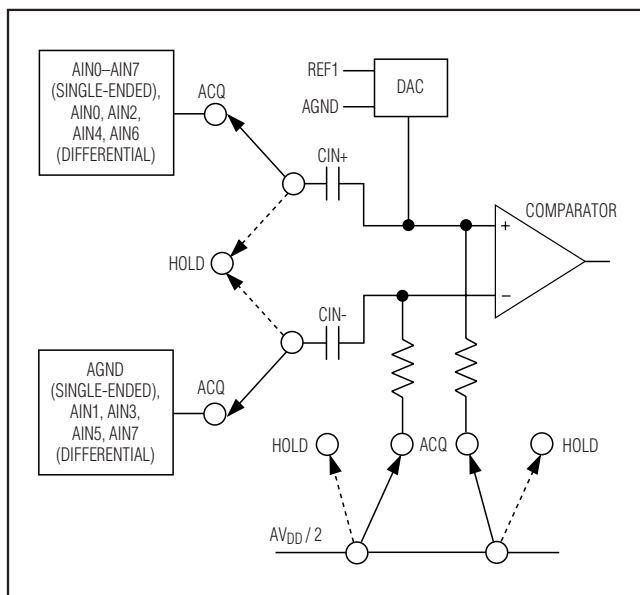 AIN0–AIN7
(SINGLE-ENDED),
AIN0, AIN2,
AIN4, AIN6
(DIFFERENTIAL)
ACQ
REF1
AGND
DAC
CIN+
COMPARATOR
+
HOLD
−
CIN-
AGND
(SINGLE-ENDED),
AIN1, AIN3,
AIN5, AIN7
(DIFFERENTIAL)
ACQ
HOLD
ACQ
HOLD
AVDD / 2